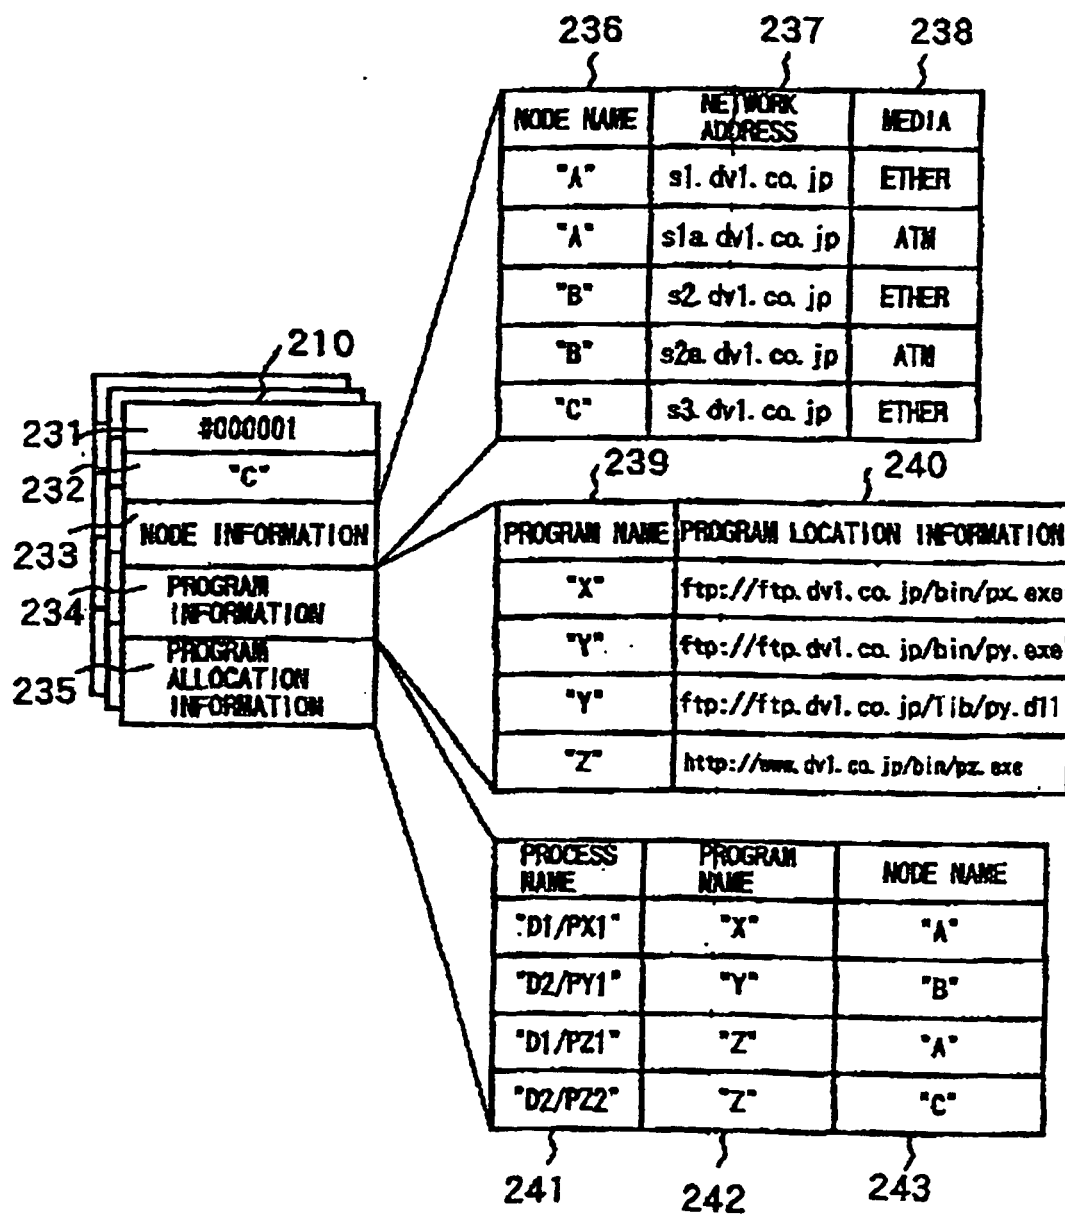 236 237 238
NODE NAME NETWORK ADDRESS MEDIA
"A" s1.dv1.co.jp ETHER
"A" s1a.dv1.co.jp ATM
"B" s2.dv1.co.jp ETHER
"B" s2a.dv1.co.jp ATM
"C" s3.dv1.co.jp ETHER
210
231 #000001
232 "C"
233 NODE INFORMATION
234 PROGRAM INFORMATION
235 PROGRAM ALLOCATION INFORMATION
239 240
PROGRAM NAME PROGRAM LOCATION INFORMATION
"X" ftp://ftp.dv1.co.jp/bin/px.exe
"Y" ftp://ftp.dv1.co.jp/bin/py.exe
"Y" ftp://ftp.dv1.co.jp/lib/py.dll
"Z" http://www.dv1.co.jp/bin/pz.exe
PROCESS NAME PROGRAM NAME NODE NAME
"D1/PX1" "X" "A"
"D2/PY1" "Y" "B"
"D1/PZ1" "Z" "A"
"D2/PZ2" "Z" "C"
241 242 243